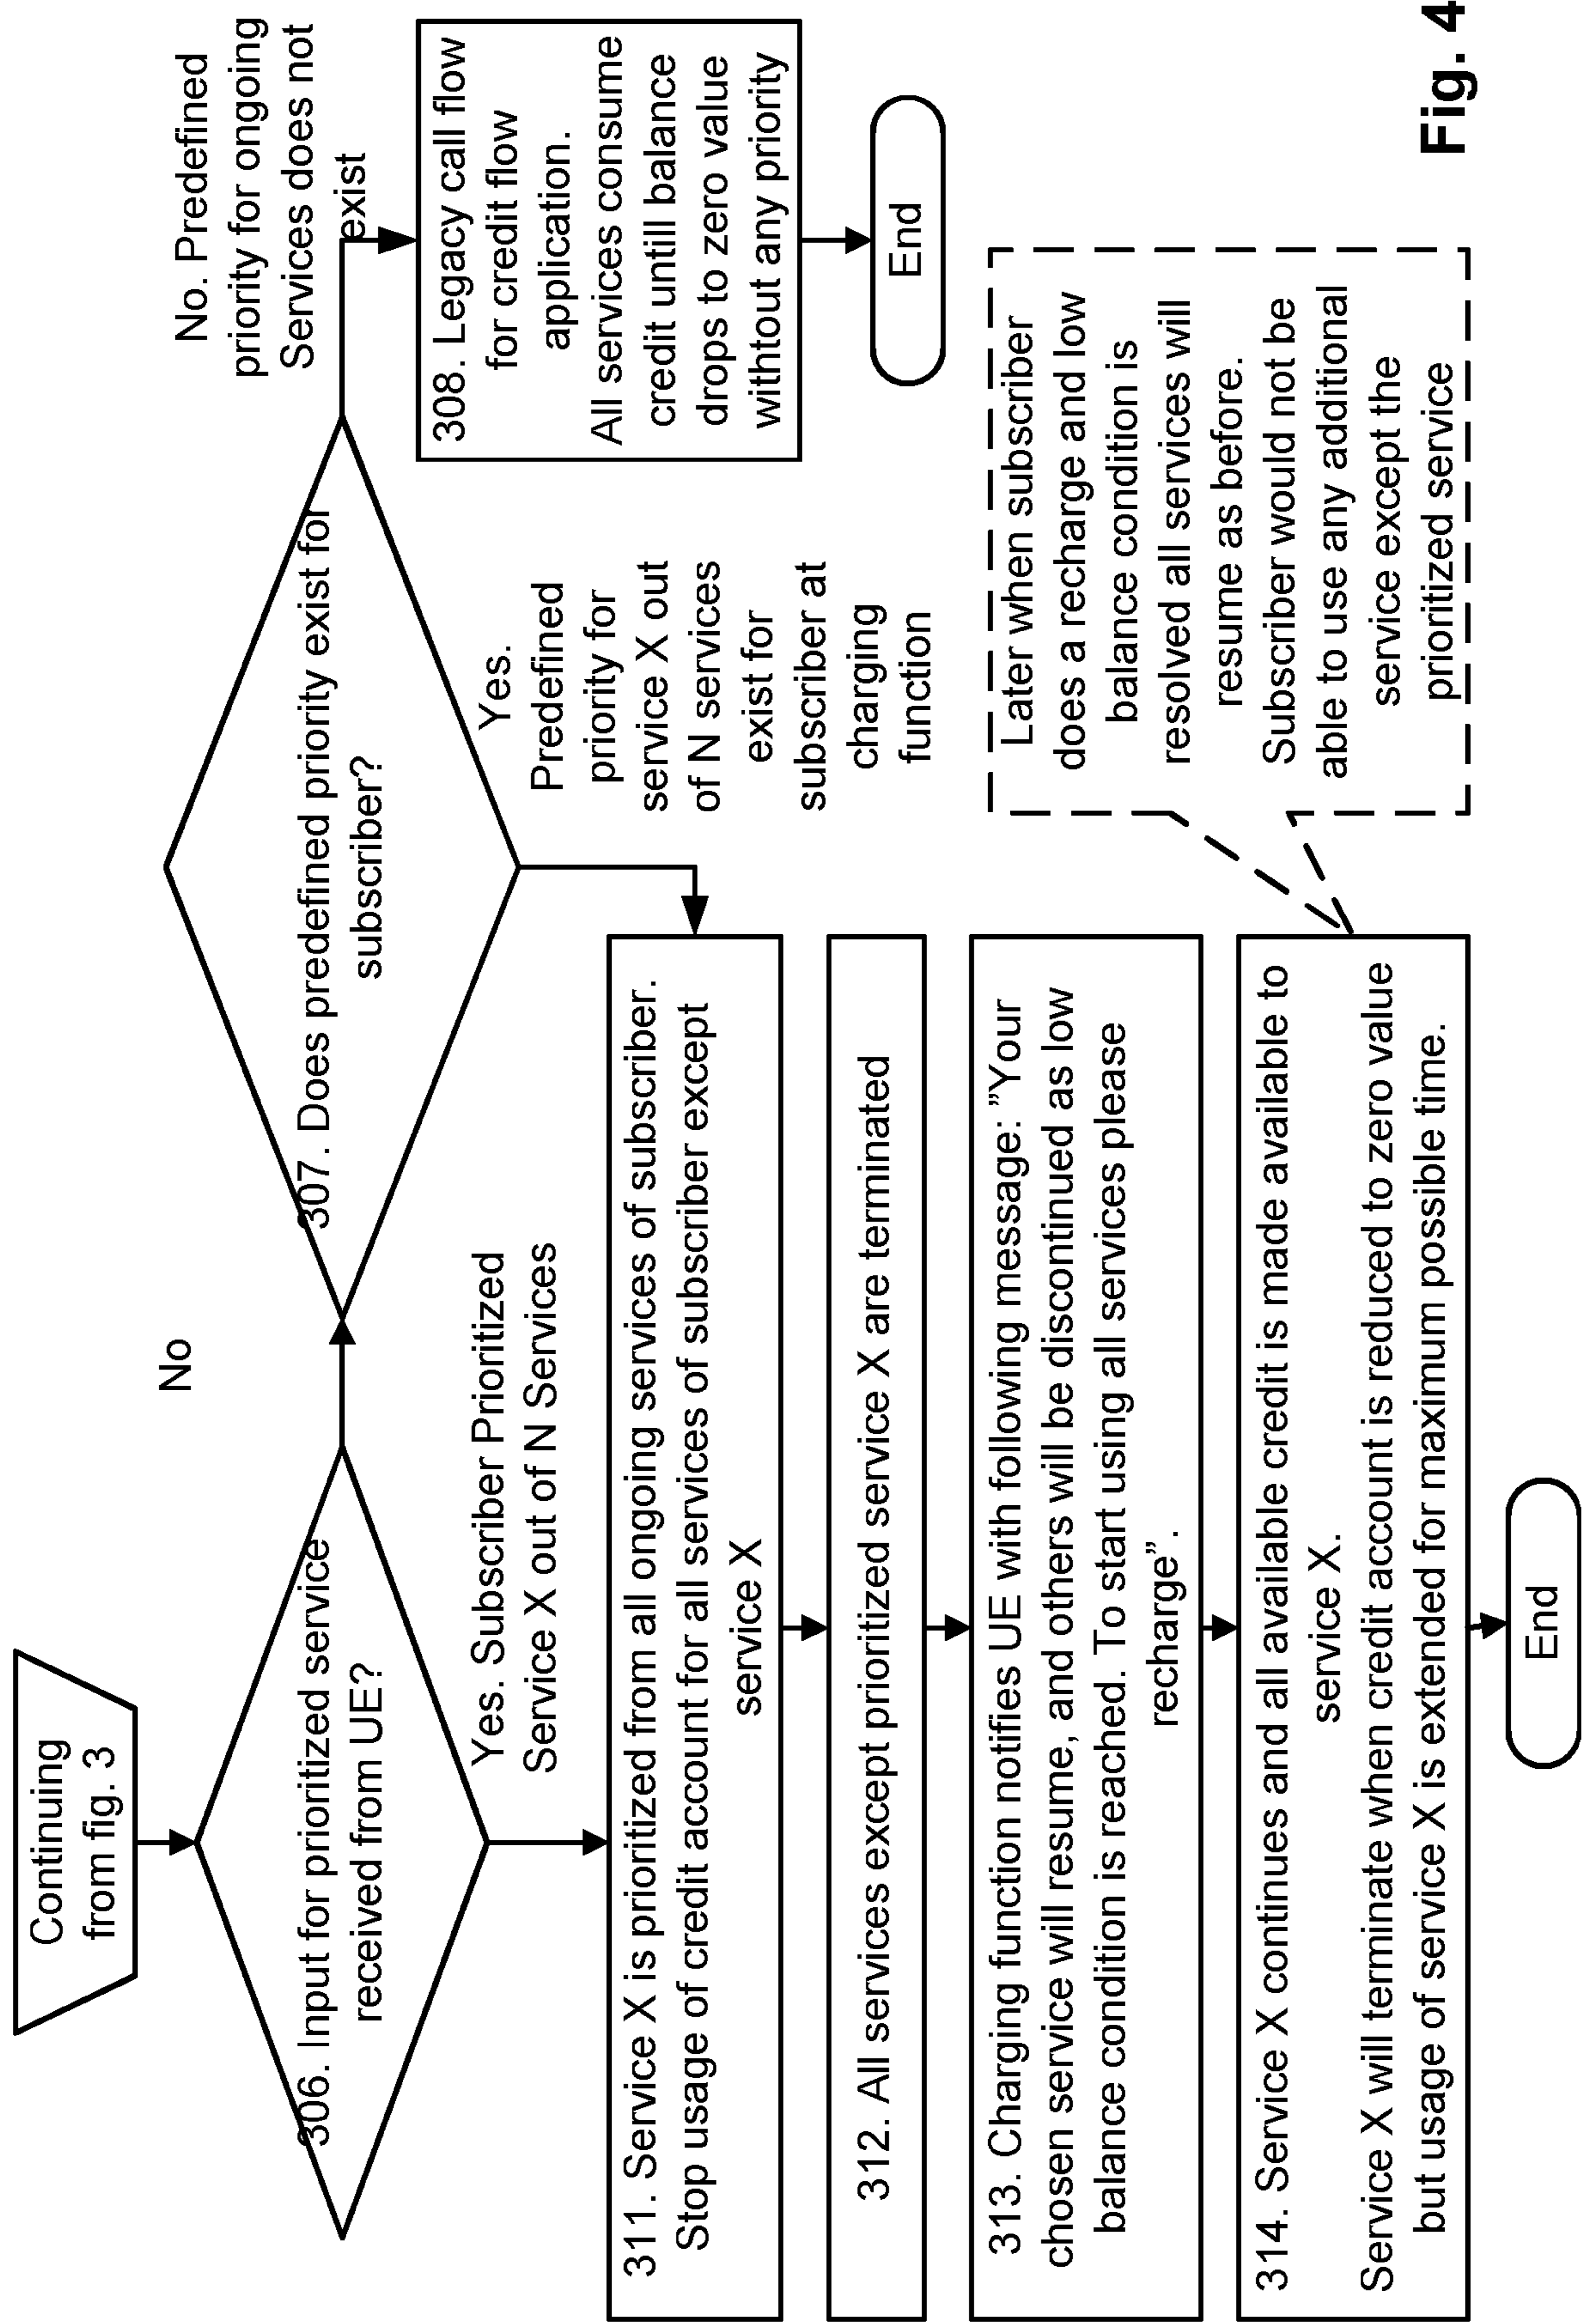 Continuing
from fig. 3
306. Input for prioritized service
received from UE?
No
Yes. Subscriber Prioritized
Service X out of N Services
307. Does predefined priority exist for
subscriber?
No. Predefined
priority for ongoing
Services does not
exist
308. Legacy call flow
for credit flow
application.
All services consume
credit untill balance
drops to zero value
withtout any priority
End
Yes.
Predefined
priority for
service X out
of N services
exist for
subscriber at
charging
function
311. Service X is prioritized from all ongoing services of subscriber.
Stop usage of credit account for all services of subscriber except
service X
312. All services except prioritized service X are terminated
313. Charging function notifies UE with following message: ”Your
chosen service will resume, and others will be discontinued as low
balance condition is reached. To start using all services please
recharge”.
314. Service X continues and all available credit is made available to
service X.
Service X will terminate when credit account is reduced to zero value
but usage of service X is extended for maximum possible time.
Later when subscriber
does a recharge and low
balance condition is
resolved all services will
resume as before.
Subscriber would not be
able to use any additional
service except the
prioritized service
End
Fig. 4